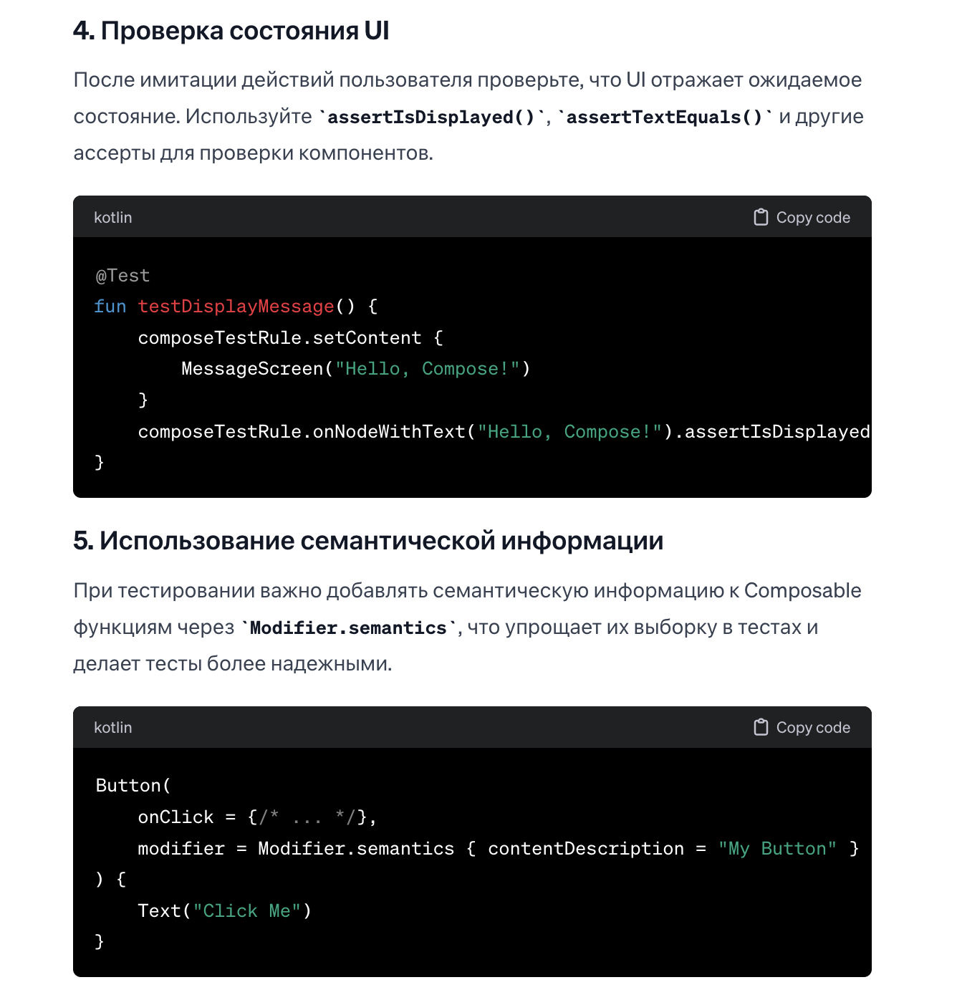 4. Проверка состояния UI
После имитации действий пользователя проверьте, что UI отражает ожидаемое
состояние. Используйте `assertIsDisplayed()`, `assertTextEquals()` и другие
ассерты для проверки компонентов.
kotlin
Copy code
@Test
fun testDisplayMessage() {
    composeTestRule.setContent {
        MessageScreen("Hello, Compose!")
    }
    composeTestRule.onNodeWithText("Hello, Compose!").assertIsDisplayed
}
5. Использование семантической информации
При тестировании важно добавлять семантическую информацию к Composable
функциям через `Modifier.semantics`, что упрощает их выборку в тестах и
делает тесты более надежными.
kotlin
Copy code
Button(
    onClick = {/* ... */},
    modifier = Modifier.semantics { contentDescription = "My Button" }
) {
    Text("Click Me")
}